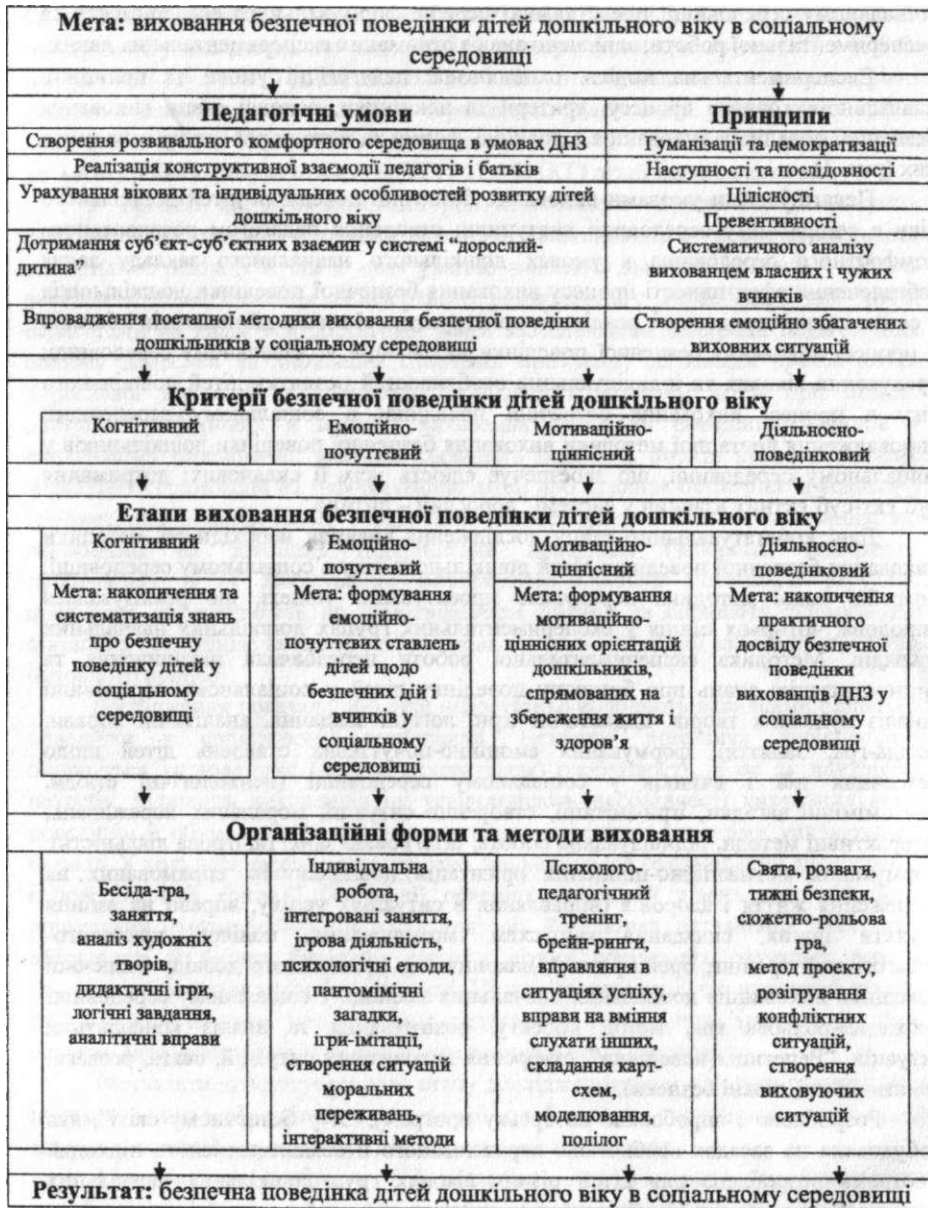 Мета: виховання безпечної поведінки дітей дошкільного віку в соціальному
середовищі
Педагогічні умови
Створення розвивального комфортного середовища в умовах ДНЗ
Реалізація конструктивної взаємодії педагогів і батьків
Урахування вікових та індивідуальних особливостей розвитку дітей
дошкільного віку
Дотримання суб’єкт-суб’єктних взаємин у системі “дорослий-
дитина”
Впровадження поетапної методики виховання безпечної поведінки
дошкільників у соціальному середовищі
Принципи
Гуманізації та демократизації
Наступності та послідовності
Цілісності
Превентивності
Систематичного аналізу
вихованцем власних і чужих
вчинків
Створення емоційно збагачених
виховних ситуацій
Критерії безпечної поведінки дітей дошкільного віку
Когнітивний
Емоційно-
почуттєвий
Мотиваційно-
ціннісний
Діяльносно-
поведінковий
Етапи виховання безпечної поведінки дітей дошкільного віку
Когнітивний
Емоційно-
почуттєвий
Мотиваційно-
ціннісний
Діяльносно-
поведінковий
Мета: накопичення та
систематизація знань
про безпечну
поведінку дітей у
соціальному
середовищі
Мета: формування
емоційно-
почуттєвих ставлень
дітей щодо
безпечних дій і
вчинків у
соціальному
середовищі
Мета: формування
мотиваційно-
ціннісних орієнтацій
дошкільників,
спрямованих на
збереження життя і
здоров’я
Мета: накопичення
практичного
досвіду безпечної
поведінки
вихованців ДНЗ у
соціальному
середовищі
Організаційні форми та методи виховання
Бесіда-гра,
заняття,
аналіз художніх
творів,
дидактичні ігри,
логічні завдання,
аналітичні вправи
Індивідуальна
робота,
інтегровані заняття,
ігрова діяльність,
психологічні етюди,
пантомімічні
загадки,
ігри-імітації,
створення ситуацій
моральних
переживань,
інтерактивні методи
Психолого-
педагогічний
тренінг,
брейн-ринги,
вправляння в
ситуаціях успіху,
вправи на вміння
слухати інших,
складання карт-
схем,
моделювання,
полілог
Свята, розваги,
тижні безпеки,
сюжетно-рольова
гра,
метод проекту,
розігрування
конфліктних
ситуацій,
створення
виховуючих
ситуацій
Результат: безпечна поведінка дітей дошкільного віку в соціальному середовищі